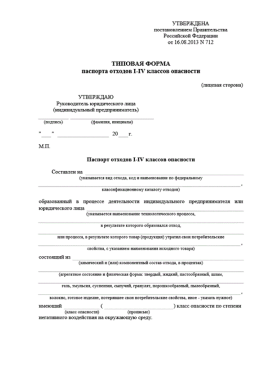 УТВЕРЖДЕНА
постановлением Правительства
Российской Федерации
от 16.08.2013 N 712
ТИПОВАЯ ФОРМА
паспорта отходов I-IV классов опасности
(лицевая сторона)
УТВЕРЖДАЮ
Руководитель юридического лица
(индивидуальный предприниматель)
(подпись) (фамилия, инициалы)
"___" ____________ 20___ г.
М.П.
Паспорт отходов I-IV классов опасности
Составлен на
(указывается вид отхода, код и наименование по федеральному
классификационному каталогу отходов)
образованный в процессе деятельности индивидуального предпринимателя или
юридического лица
(указывается наименование технологического процесса,
в результате которого образовался отход,
или процесса, в результате которого товар (продукция) утратил свои потребительские
свойства, с указанием наименования исходного товара)
состоящий из
(химический и (или) компонентный состав отхода, в процентах)
(агрегатное состояние и физическая форма: твердый, жидкий, пастообразный, шлам,
гель, эмульсия, суспензия, сыпучий, гранулят, порошкообразный, пылеобразный,
волокно, готовое изделие, потерявшее свои потребительские свойства, иное - указать нужное)
имеющий ( ) класс опасности по степени
(класс опасности) (прописью)
негативного воздействия на окружающую среду.